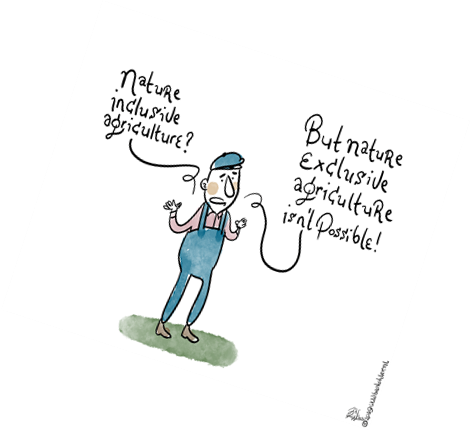 Nature
inclusive
agriculture?
But nature
exclusive
agriculture
isn't possible!